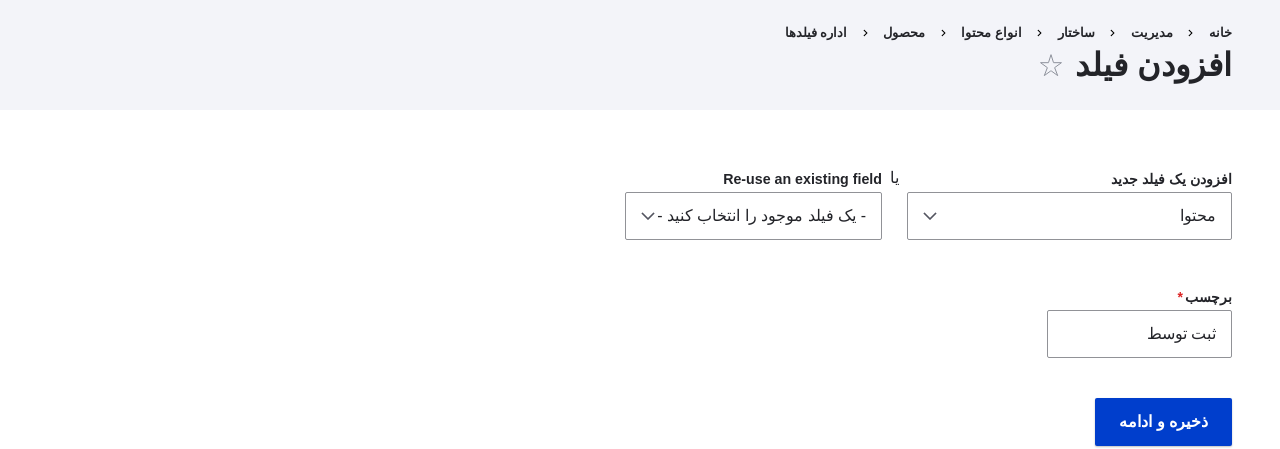 خانه › مدیریت › ساختار › انواع محتوا › محصول › اداره فیلدها
افزودن فیلد ☆
افزودن یک فیلد جدید یا Re-use an existing field
محتوا - یک فیلد موجود را انتخاب کنید -
برچسب*
ثبت توسط
ذخیره و ادامه